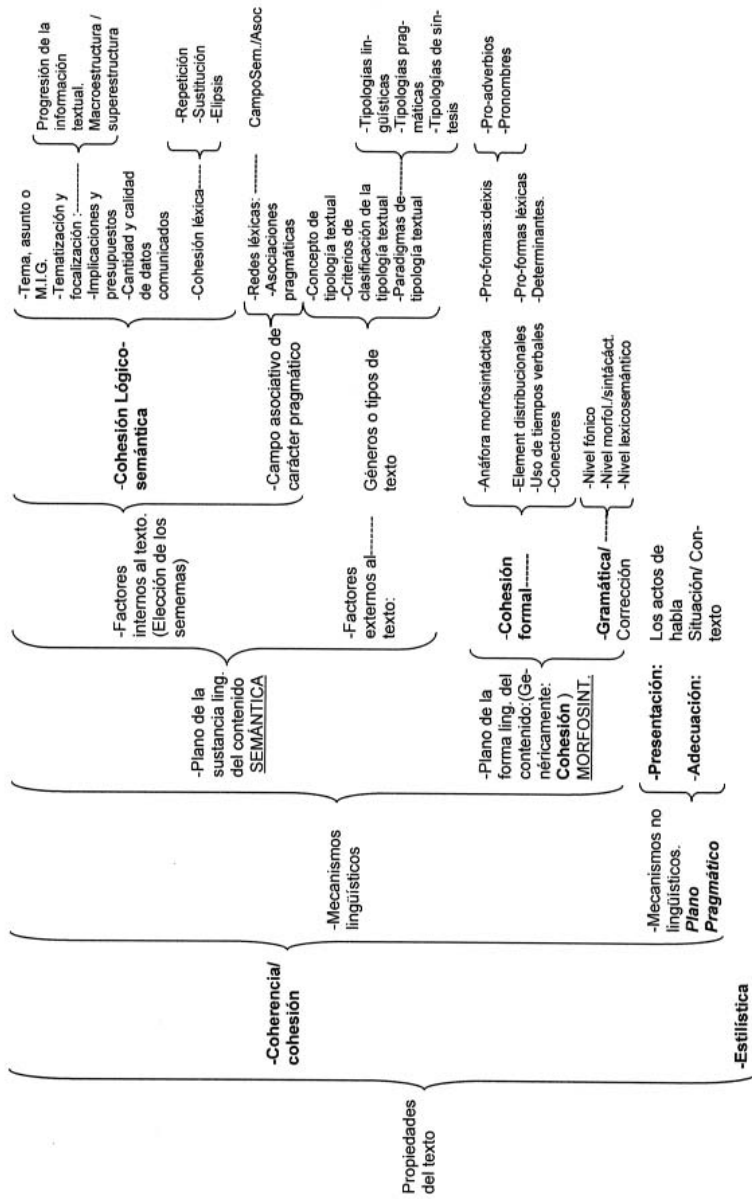 Propiedades
del texto
-Coherencia/
cohesión
-Estilística
-Mecanismos
lingüísticos
-Mecanismos no
lingüísticos.
Plano
Pragmático
-Plano de la
sustancia ling.
del contenido
SEMÁNTICA
-Plano de la
forma ling. del
contenido:(Ge-
néricamente:
Cohesión )
MORFOSINT.
-Presentación:
-Adecuación:
Los actos de
habla
Situación/ Con-
texto
-Factores
internos al texto.
(Elección de los
sememas)
-Factores
externos al--------
texto:
-Cohesión
formal------
-Gramática/ ------
Corrección
-Cohesión Lógico-
semántica
-Campo asociativo de
carácter pragmático
Géneros o tipos de
texto
-Anáfora morfosintáctica
-Element distribucionales
-Uso de tiempos verbales
-Conectores
-Nivel fónico
-Nivel morfol./sintácáct.
-Nivel lexicosemántico
-Tema, asunto o
M.I.G.
-Tematización y
focalización :---------
-Implicaciones y
presupuestos
-Cantidad y calidad
de datos
comunicados
-Cohesión léxica-----
-Redes léxicas: --------
-Asociaciones
pragmáticas
-Concepto de
tipología textual
-Criterios de
clasificación de la
tipología textual
-Paradigmas de-------
tipología textual
-Pro-formas:deixis
-Pro-formas léxicas
-Determinantes.
Progresión de la
información
textual.
Macroestructura /
superestructura
-Repetición
-Sustitución
-Elipsis
CampoSem./Asoc
-Tipologías lin-
güísticas
-Tipologías prag-
máticas
-Tipologías de sín-
tesis
-Pro-adverbios
-Pronombres